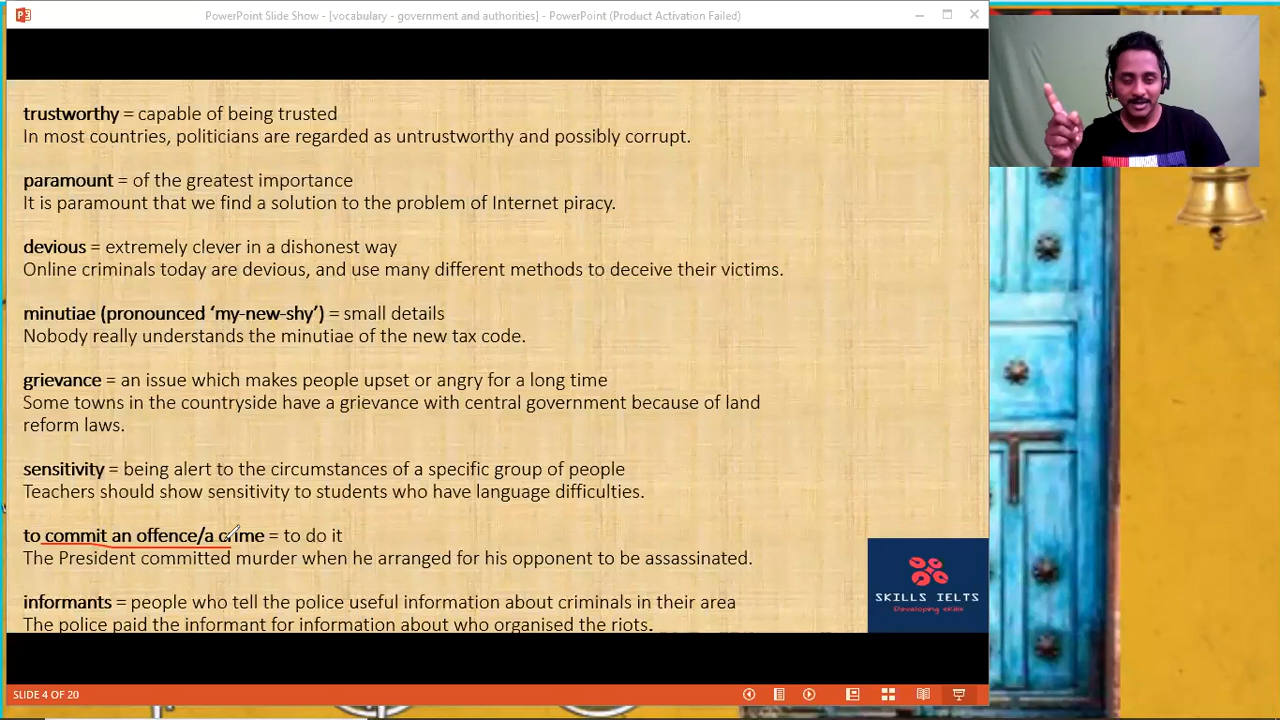 PowerPoint Slide Show - [vocabulary - government and authorities] - PowerPoint (Product Activation Failed)
trustworthy = capable of being trusted
In most countries, politicians are regarded as untrustworthy and possibly corrupt.
paramount = of the greatest importance
It is paramount that we find a solution to the problem of Internet piracy.
devious = extremely clever in a dishonest way
Online criminals today are devious, and use many different methods to deceive their victims.
minutiae (pronounced ‘my-new-shy’) = small details
Nobody really understands the minutiae of the new tax code.
grievance = an issue which makes people upset or angry for a long time
Some towns in the countryside have a grievance with central government because of land
reform laws.
sensitivity = being alert to the circumstances of a specific group of people
Teachers should show sensitivity to students who have language difficulties.
to commit an offence/a crime = to do it
The President committed murder when he arranged for his opponent to be assassinated.
informants = people who tell the police useful information about criminals in their area
The police paid the informant for information about who organised the riots.
SKILLS IELTS
Developing skills
SLIDE 4 OF 20